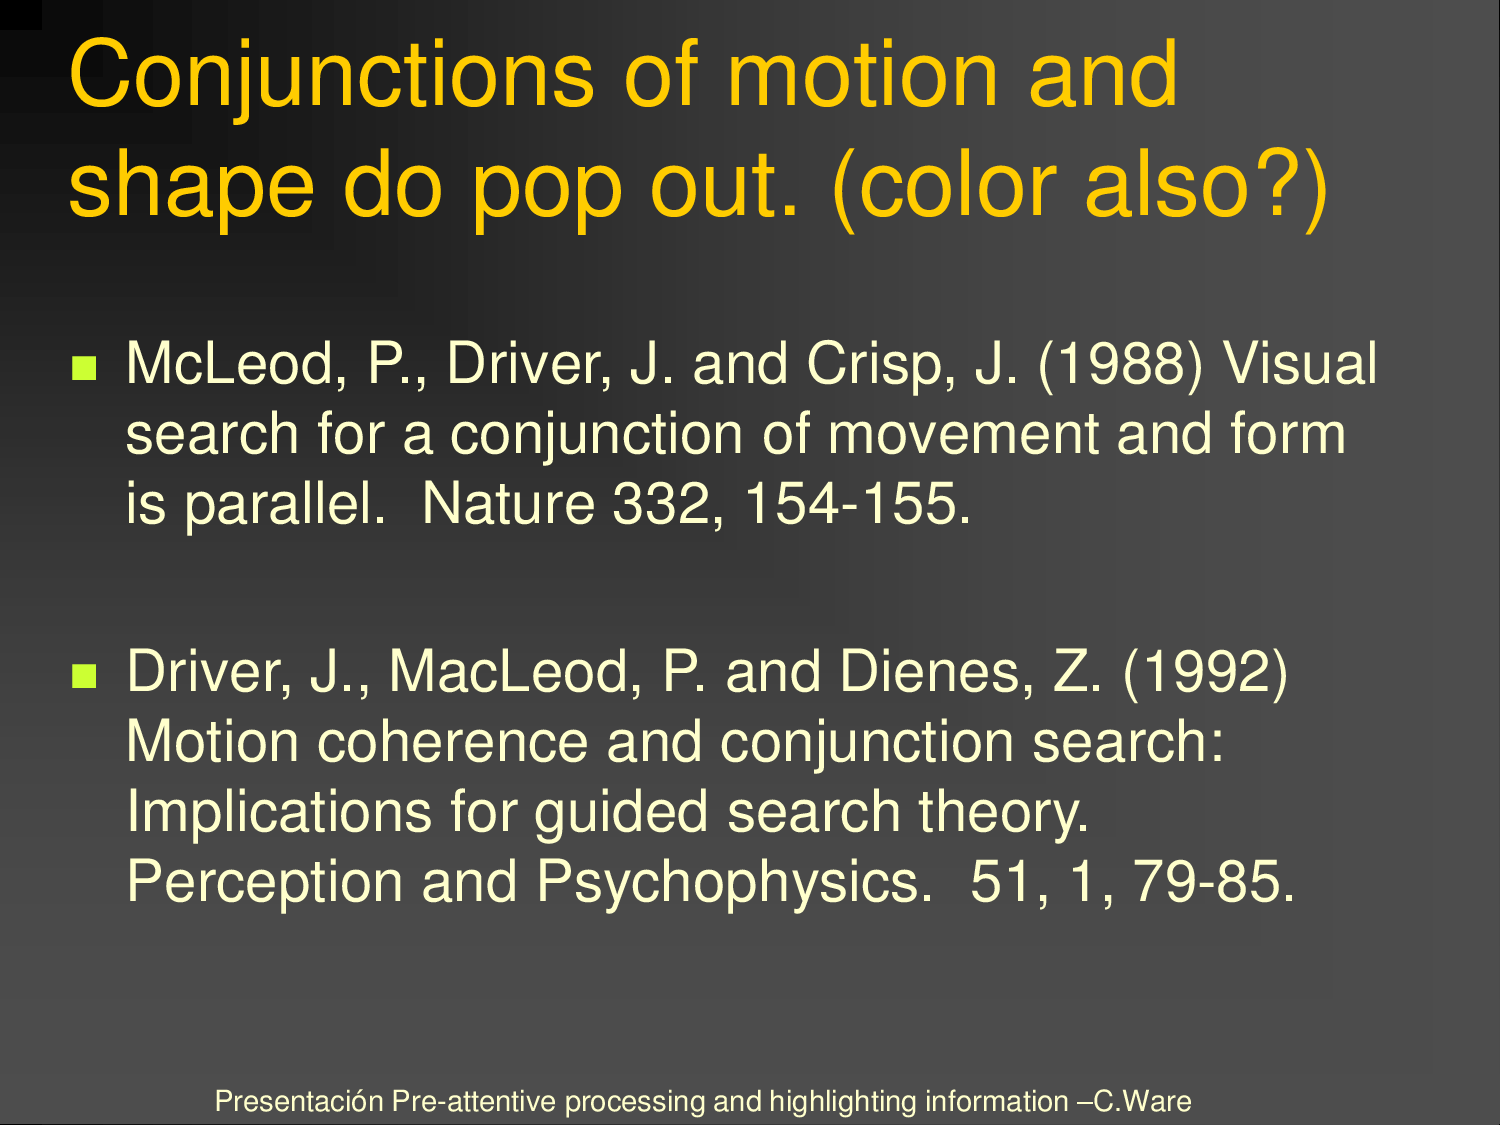 Conjunctions of motion and
shape do pop out. (color also?)
McLeod, P., Driver, J. and Crisp, J. (1988) Visual
search for a conjunction of movement and form
is parallel.  Nature 332, 154-155.
Driver, J., MacLeod, P. and Dienes, Z. (1992)
Motion coherence and conjunction search:
Implications for guided search theory.
Perception and Psychophysics.  51, 1, 79-85.
Presentación Pre-attentive processing and highlighting information –C.Ware